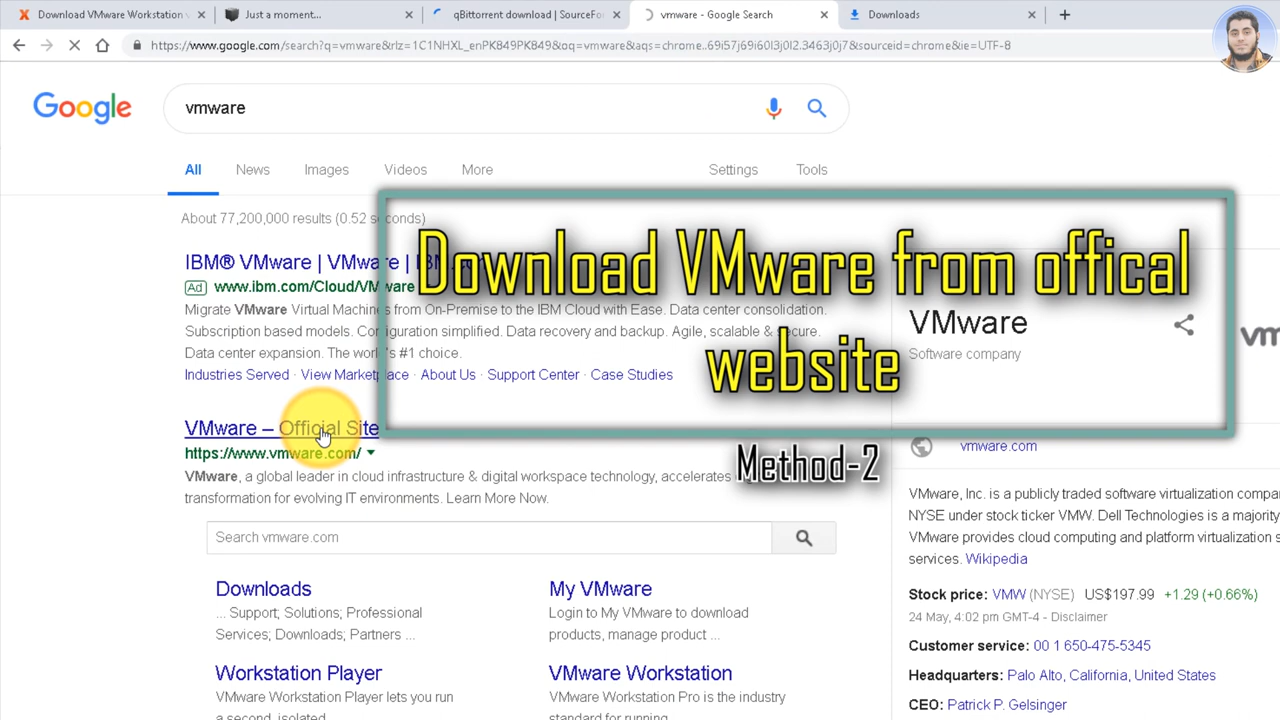 Download VMware Workstation v
Just a moment...
qBittorrent download | SourceFo
vmware - Google Search
Downloads
https://www.google.com/search?q=vmware&rlz=1C1NHXL_enPK849PK849&oq=vmware&aqs=chrome..69i57j69i60l3j0l2.3463j0j7&sourceid=chrome&ie=UTF-8
Google
vmware
All
News
Images
Videos
More
Settings
Tools
About 77,200,000 results (0.52 seconds)
Download VMware from offical
website
Method-2
IBM® VMware | VMware |
Ad www.ibm.com/Cloud/VMware
Migrate VMware Virtual Machines from On-Premise to the IBM Cloud with Ease. Data center consolidation.
Subscription based models. Configuration simplified. Data recovery and backup. Agile, scalable & secure.
Data center expansion. The world's #1 choice.
Industries Served · View Marketplace · About Us · Support Center · Case Studies
VMware – Official Site
https://www.vmware.com/
VMware, a global leader in cloud infrastructure & digital workspace technology, accelerates
transformation for evolving IT environments. Learn More Now.
Search vmware.com
Downloads
... Support; Solutions; Professional
Services; Downloads; Partners ...
My VMware
Login to My VMware to download
products, manage product ...
Workstation Player
VMware Workstation Player lets you run
a second, isolated
VMware Workstation
VMware Workstation Pro is the industry
standard for running
VMware
Software company
vm
vmware.com
VMware, Inc. is a publicly traded software virtualization compa
NYSE under stock ticker VMW. Dell Technologies is a majority
VMware provides cloud computing and platform virtualization s
services. Wikipedia
Stock price: VMW (NYSE) US$197.99 +1.29 (+0.66%)
24 May, 4:02 pm GMT-4 - Disclaimer
Customer service: 00 1 650-475-5345
Headquarters: Palo Alto, California, United States
CEO: Patrick P. Gelsinger